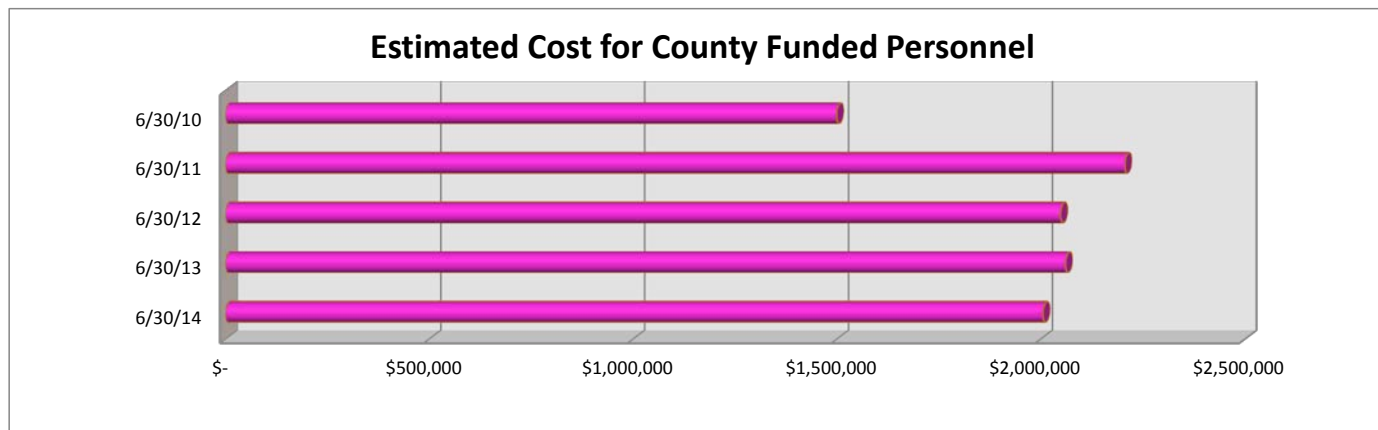 Estimated Cost for County Funded Personnel
6/30/10
6/30/11
6/30/12
6/30/13
6/30/14
$- $500,000 $1,000,000 $1,500,000 $2,000,000 $2,500,000